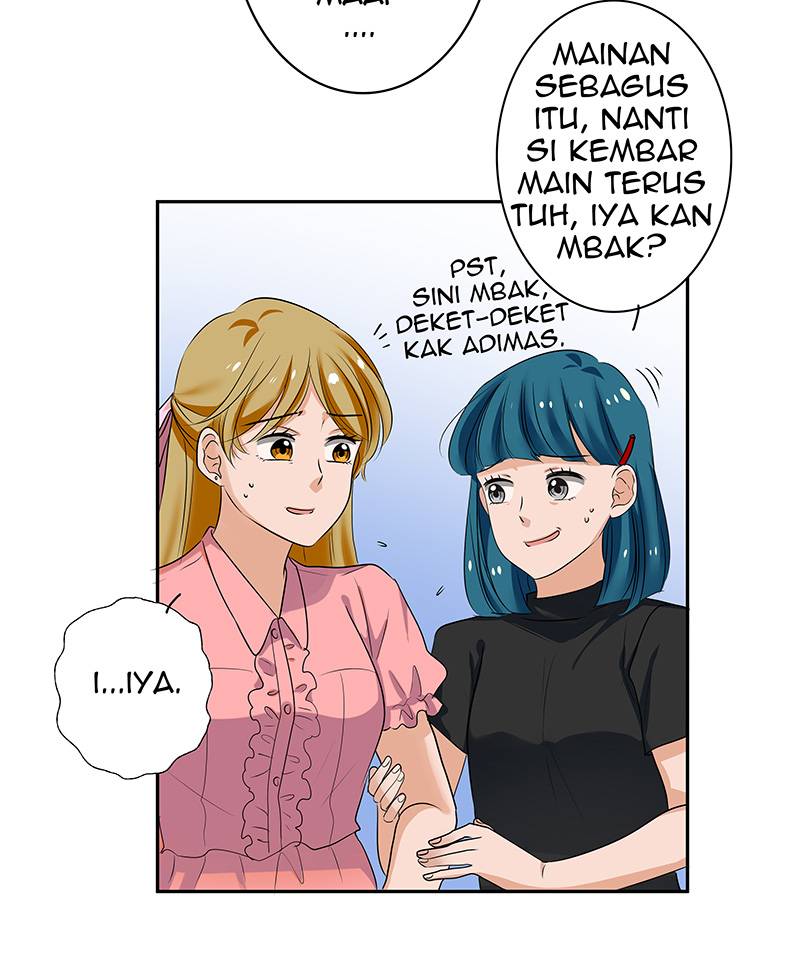 ....
MAINAN
SEBAGUS
ITU, NANTI
SI KEMBAR
MAIN TERUS
TUH, IYA KAN
MBAK?
PST,
SINI MBAK,
DEKET-DEKET
KAK ADIMAS.
I...IYA.